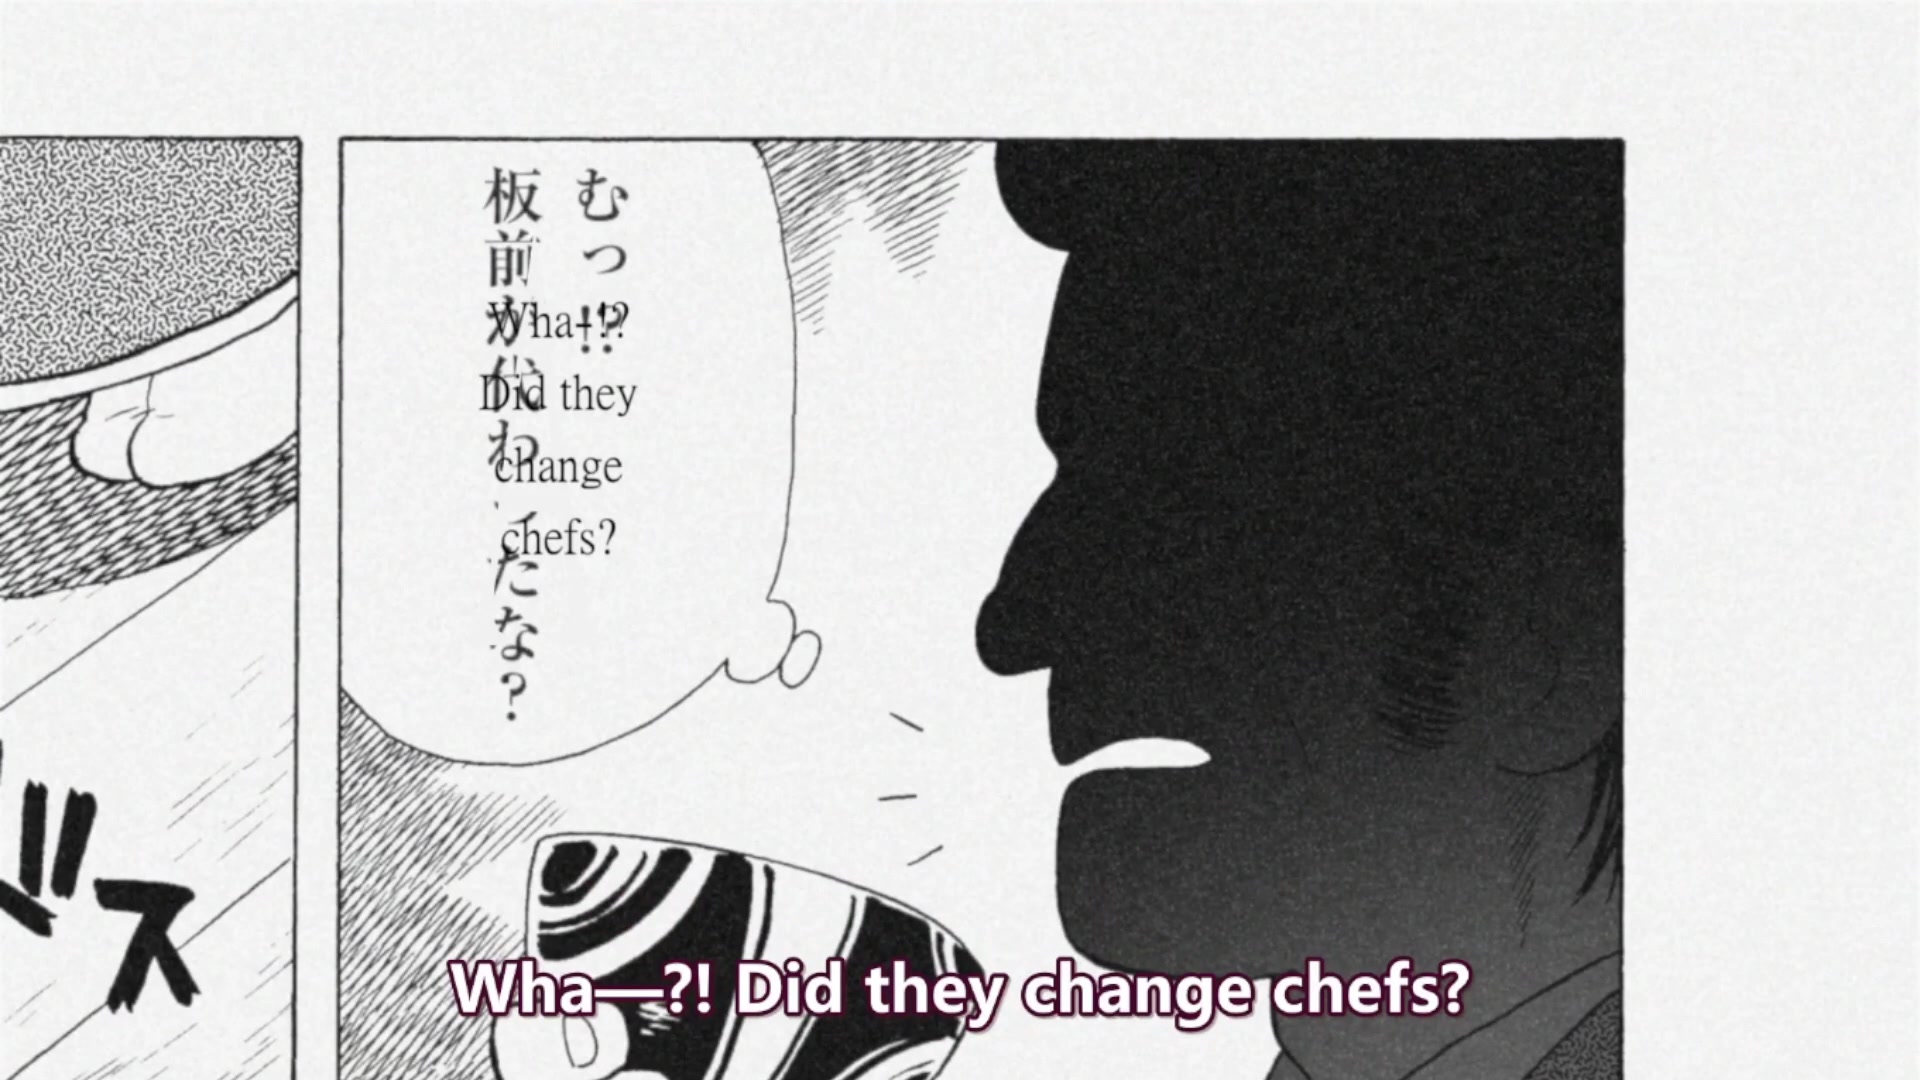 むっ!?
板前が代わったな?
Wha–!?
Did they
change
chefs?
ス
Wha—?! Did they change chefs?